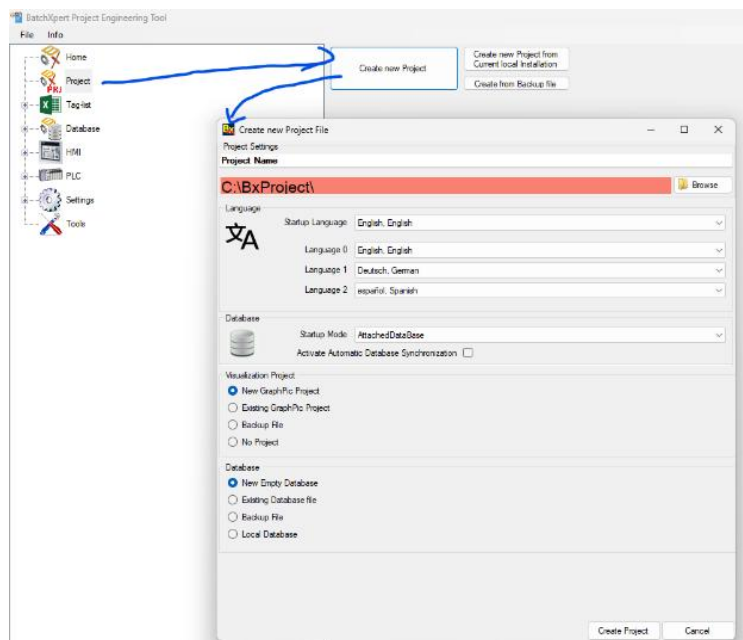 BatchXpert Project Engineering Tool
File Info
Home
Project
Tag-list
Database
HMI
PLC
Settings
Tools
Create new Project
Create new Project from
Current local Installation
Create from Backup file
Create new Project File
Project Settings
Project Name
C:\BxProject\
Browse
Language
Startup Language English, English
Language 0 English, English
Language 1 Deutsch, German
Language 2 español, Spanish
Database
Startup Mode AttachedDataBase
Activate Automatic Database Synchronization
Visualization Project
New GraphPic Project
Existing GraphPic Project
Backup File
No Project
Database
New Empty Database
Existing Database file
Backup File
Local Database
Create Project Cancel